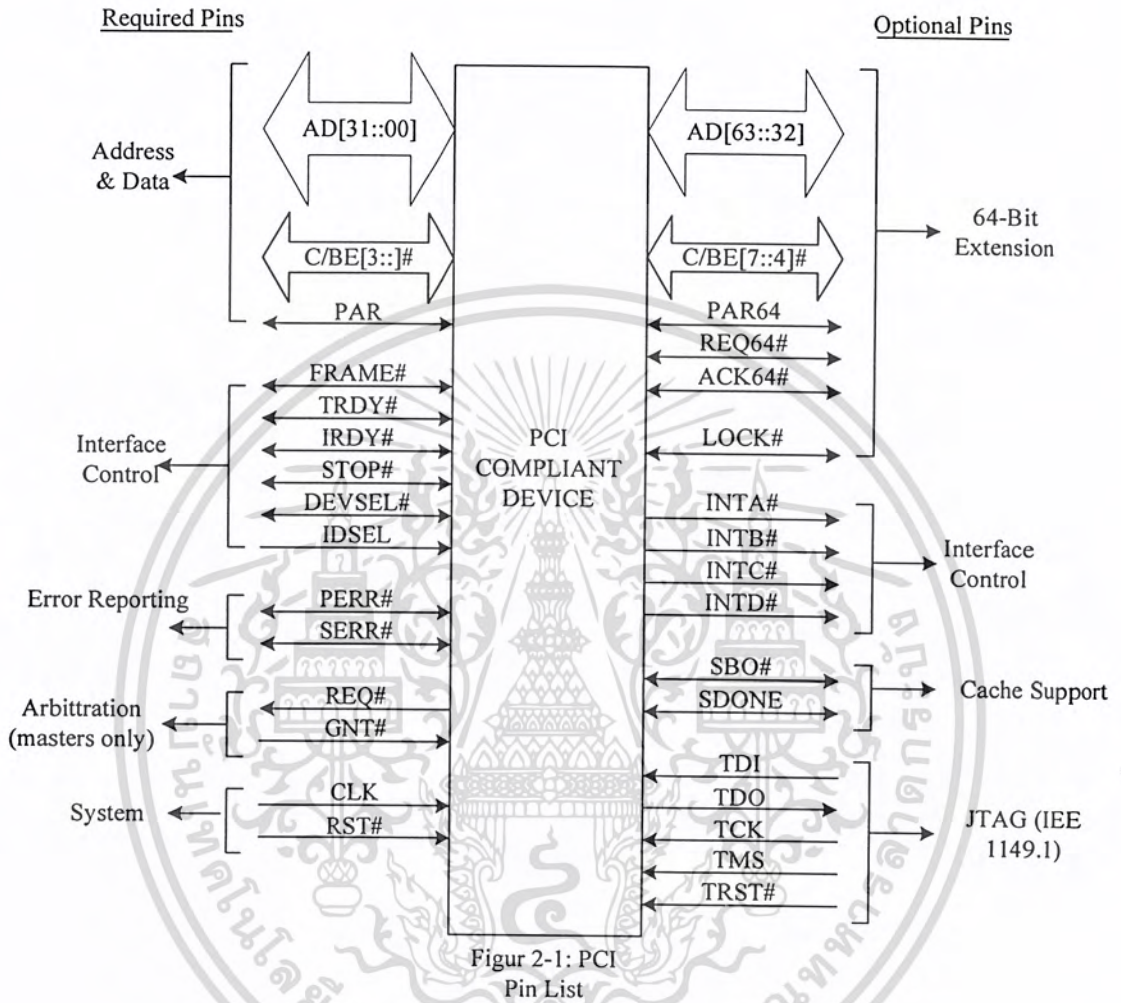 Required Pins
Optional Pins
Address
& Data
AD[31::00]
C/BE[3::]#
PAR
Interface
Control
FRAME#
TRDY#
IRDY#
STOP#
DEVSEL#
IDSEL
Error Reporting
PERR#
SERR#
Arbittration
(masters only)
REQ#
GNT#
System
CLK
RST#
PCI
COMPLIANT
DEVICE
AD[63::32]
C/BE[7::4]#
PAR64
REQ64#
ACK64#
LOCK#
64-Bit
Extension
INTA#
INTB#
INTC#
INTD#
Interface
Control
SBO#
SDONE
Cache Support
TDI
TDO
TCK
TMS
TRST#
JTAG (IEE
1149.1)
Figur 2-1: PCI
Pin List